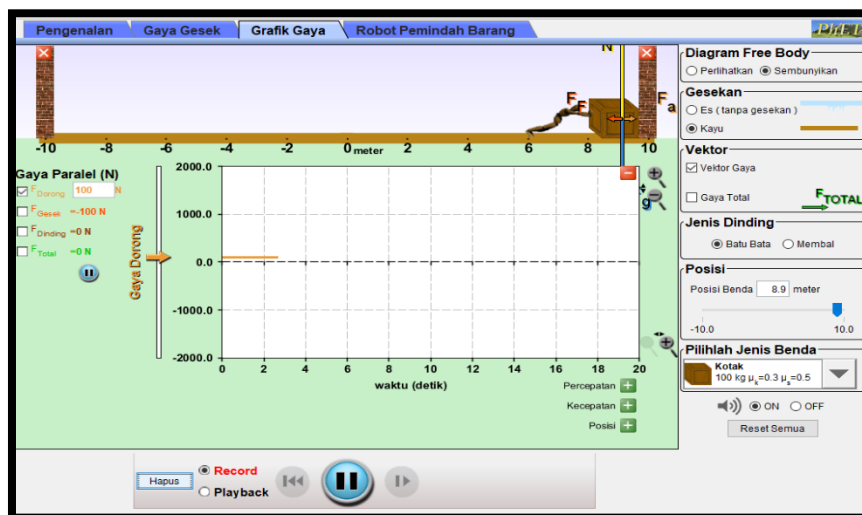 Pengenalan Gaya Gesek Grafik Gaya Robot Pemindah Barang
PhET
N
F F F a
-10 -8 -6 -4 -2 0 meter 2 4 6 8 10
Gaya Paralel (N)
F Dorong 100 N
F Gesek =-100 N
F Dinding =0 N
F Total =0 N
Gaya Dorong
2000.0
1000.0
0.0
-1000.0
-2000.0
0 2 4 6 8 10 12 14 16 18 20
waktu (detik)
g
Percepatan
Kecepatan
Posisi
Diagram Free Body
Perlihatkan Sembunyikan
Gesekan
Es ( tanpa gesekan )
Kayu
Vektor
Vektor Gaya
Gaya Total FTOTAL
Jenis Dinding
Batu Bata Membal
Posisi
Posisi Benda 8.9 meter
-10.0 10.0
Pilihlah Jenis Benda
Kotak
100 kg μk=0.3 μs=0.5
ON OFF
Reset Semua
Hapus
Record
Playback